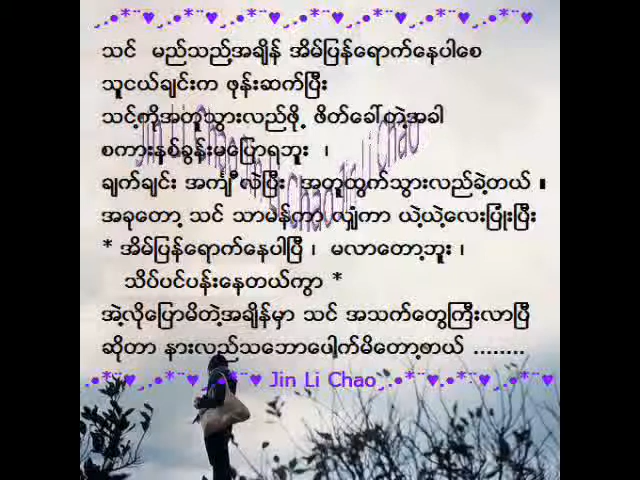 သင် မည်သည့်အချိန် အိမ်ပြန်ရောက်နေပါစေ
သူငယ်ချင်းက ဖုန်းဆက်ပြီး
သင့်ကိုအတူသွားလည်ဖို့ ဖိတ်ခေါ်တဲ့အခါ
စကားနှစ်ခွန်းမပြောရဘူး ၊
ချက်ချင်း အင်္ကျီလဲပြီး အတူထွက်သွားလည်ခဲ့တယ် ။
အခုတော့ သင် သာမန်ကာ လျှံကာ ယဲ့ယဲ့လေးပြုံးပြီး
* အိမ်ပြန်ရောက်နေပါပြီ ၊ မလာတော့ဘူး ၊
သိပ်ပင်ပန်းနေတယ်ကွာ *
အဲ့လိုပြောမိတဲ့အချိန်မှာ သင် အသက်တွေကြီးလာပြီ
ဆိုတာ နားလည်သဘောပေါက်မိတော့တယ် ........
Jin Li Chao